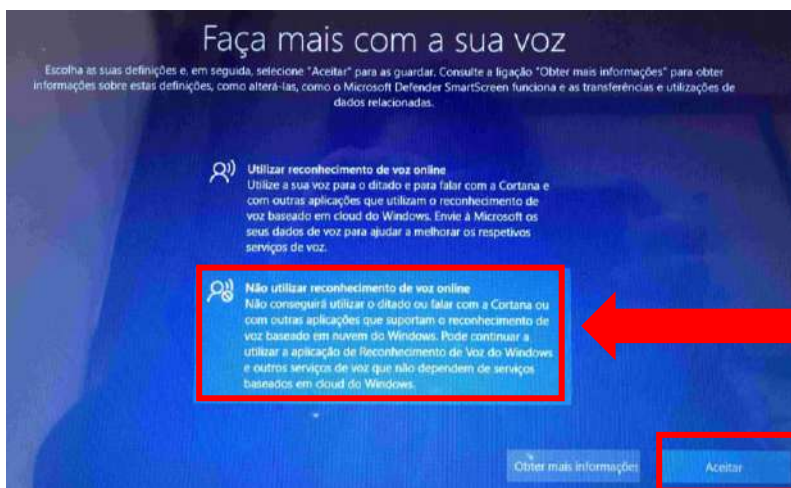 Faça mais com a sua voz
Escolha as suas definições e, em seguida, selecione "Aceitar" para as guardar. Consulte a ligação "Obter mais informações" para obter
informações sobre estas definições, como alterá-las, como o Microsoft Defender SmartScreen funciona e as transferências e utilizações de
dados relacionadas.
Utilizar reconhecimento de voz online
Utilize a sua voz para o ditado e para falar com a Cortana e
com outras aplicações que utilizam o reconhecimento de
voz baseado em cloud do Windows. Envie à Microsoft os
seus dados de voz para ajudar a melhorar os respetivos
serviços de voz.
Não utilizar reconhecimento de voz online
Não conseguirá utilizar o ditado ou falar com a Cortana ou
com outras aplicações que suportam o reconhecimento de
voz baseado em nuvem do Windows. Pode continuar a
utilizar a aplicação de Reconhecimento de Voz do Windows
e outros serviços de voz que não dependem de serviços
baseados em cloud do Windows.
Obter mais informações
Aceitar